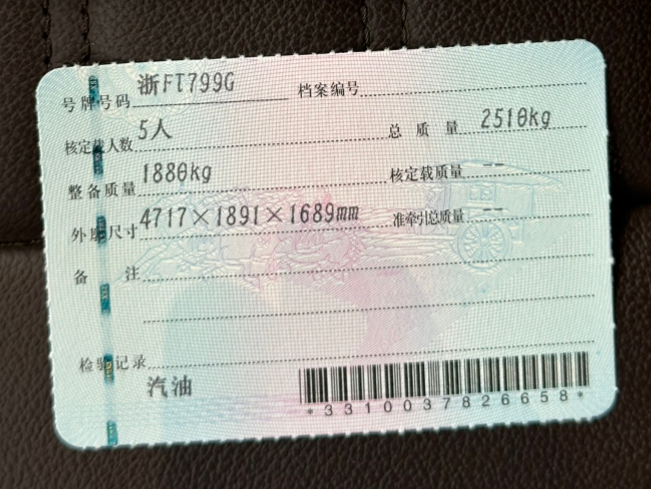 号牌号码 浙FT799G 档案编号
核定载人数 5人 总质量 2510kg
整备质量 1880kg 核定载质量 --
外廓尺寸 4717×1891×1689mm 准牵引总质量 --
备注
检验记录
汽油
*3310037826658*